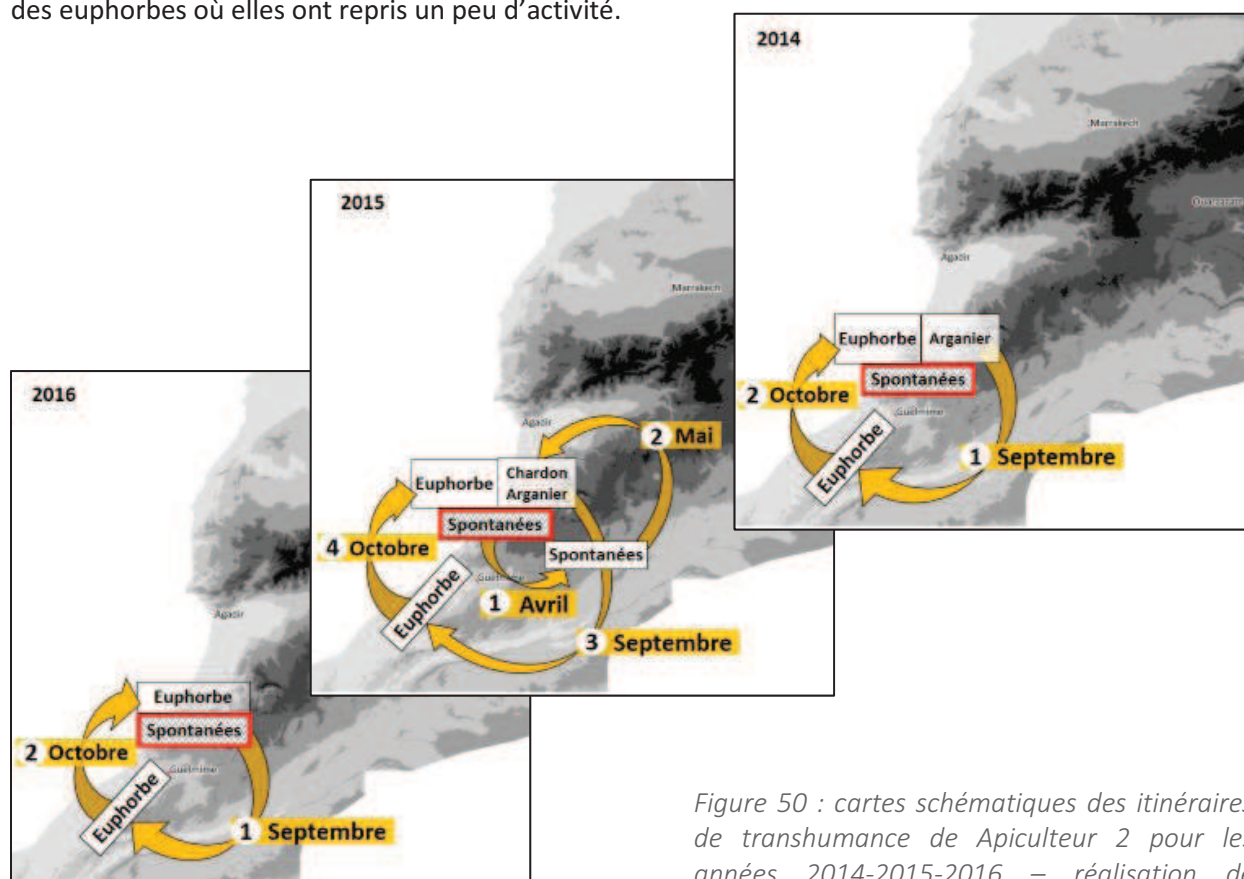 des euphorbes où elles ont repris un peu d’activité.
2014
Marrakech
Agadir
Euphorbe
Arganier
Spontanées
2 Octobre
Guelmime
Euphorbe
1 Septembre
2015
Marrakech
Agadir
2 Mai
Euphorbe
Chardon
Arganier
Spontanées
4 Octobre
Spontanées
Guelmime
Euphorbe
1 Avril
3 Septembre
2016
Agadir
Euphorbe
Spontanées
2 Octobre
Guelmime
Euphorbe
1 Septembre
Figure 50 : cartes schématiques des itinéraires
de transhumance de Apiculteur 2 pour les
années 2014-2015-2016 – réalisation de